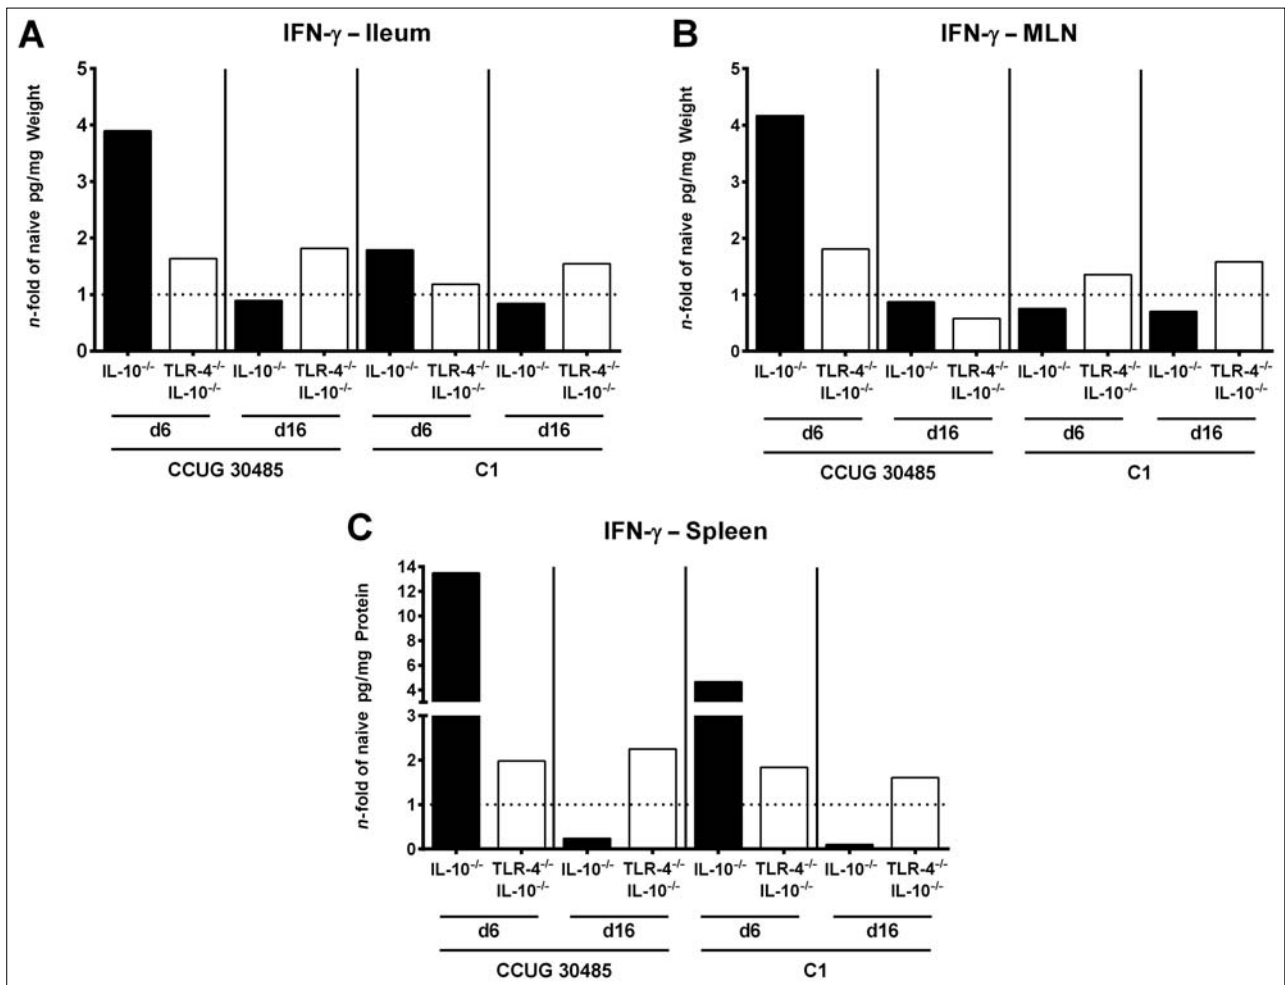 A
IFN-γ – Ileum
n-fold of naive pg/mg Weight
5
4
3
2
1
0
IL-10⁻/⁻ TLR-4⁻/⁻ IL-10⁻/⁻ TLR-4⁻/⁻ IL-10⁻/⁻ TLR-4⁻/⁻ IL-10⁻/⁻ TLR-4⁻/⁻
IL-10⁻/⁻ IL-10⁻/⁻ IL-10⁻/⁻ IL-10⁻/⁻
d6 d16 d6 d16
CCUG 30485 C1
B
IFN-γ – MLN
n-fold of naive pg/mg Weight
5
4
3
2
1
0
IL-10⁻/⁻ TLR-4⁻/⁻ IL-10⁻/⁻ TLR-4⁻/⁻ IL-10⁻/⁻ TLR-4⁻/⁻ IL-10⁻/⁻ TLR-4⁻/⁻
IL-10⁻/⁻ IL-10⁻/⁻ IL-10⁻/⁻ IL-10⁻/⁻
d6 d16 d6 d16
CCUG 30485 C1
C
IFN-γ – Spleen
n-fold of naive pg/mg Protein
14
12
10
8
6
4
3
2
1
0
IL-10⁻/⁻ TLR-4⁻/⁻ IL-10⁻/⁻ TLR-4⁻/⁻ IL-10⁻/⁻ TLR-4⁻/⁻ IL-10⁻/⁻ TLR-4⁻/⁻
IL-10⁻/⁻ IL-10⁻/⁻ IL-10⁻/⁻ IL-10⁻/⁻
d6 d16 d6 d16
CCUG 30485 C1